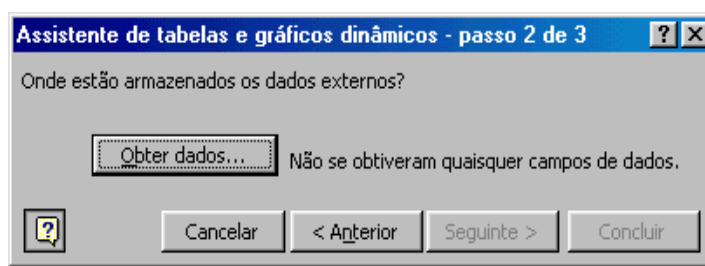 Assistente de tabelas e gráficos dinâmicos - passo 2 de 3
Onde estão armazenados os dados externos?
Obter dados... Não se obtiveram quaisquer campos de dados.
Cancelar < Anterior Seguinte > Concluir